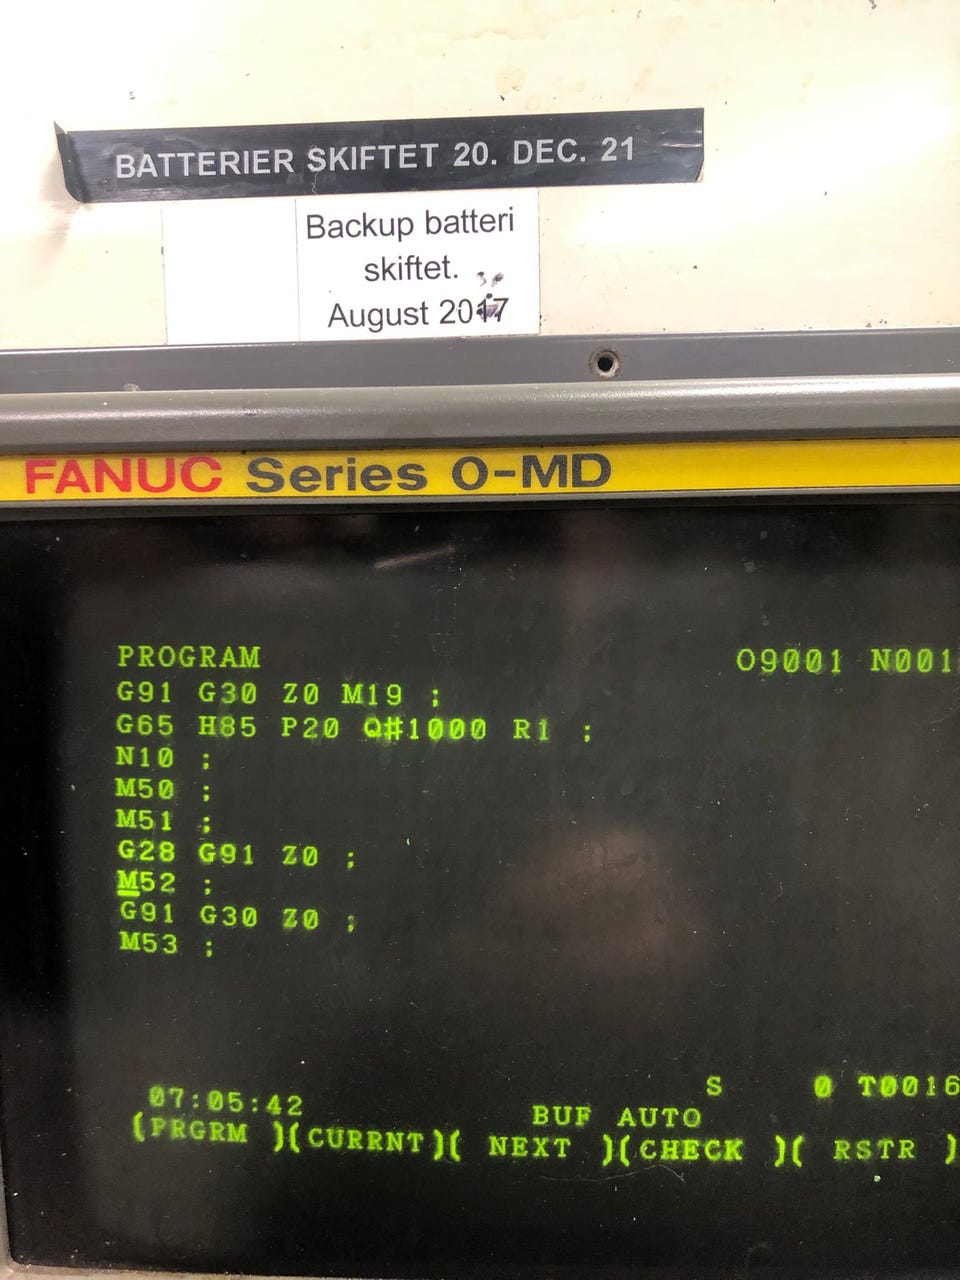 BATTERIER SKIFTET 20. DEC. 21
Backup batteri
skiftet.
August 2017
FANUC Series O-MD
PROGRAM O9001 N001
G91 G30 Z0 M19 ;
G65 H85 P20 Q#1000 R1 ;
N10 ;
M50 ;
M51 ;
G28 G91 Z0 ;
M52 ;
G91 G30 Z0 ;
M53 ;
S 0 T0016
07:05:42
BUF AUTO
(PRGRM )(CURRNT)( NEXT )(CHECK )( RSTR )